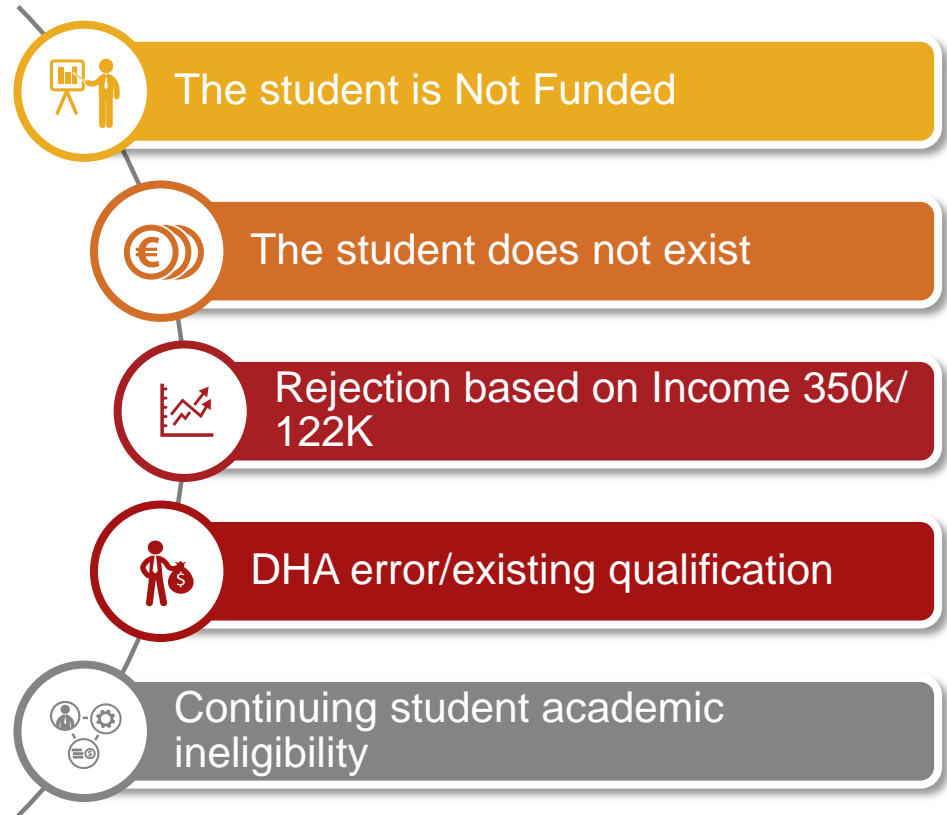 The student is Not Funded
€
The student does not exist
Rejection based on Income 350k/
122K
$
DHA error/existing qualification
$
Continuing student academic
ineligibility